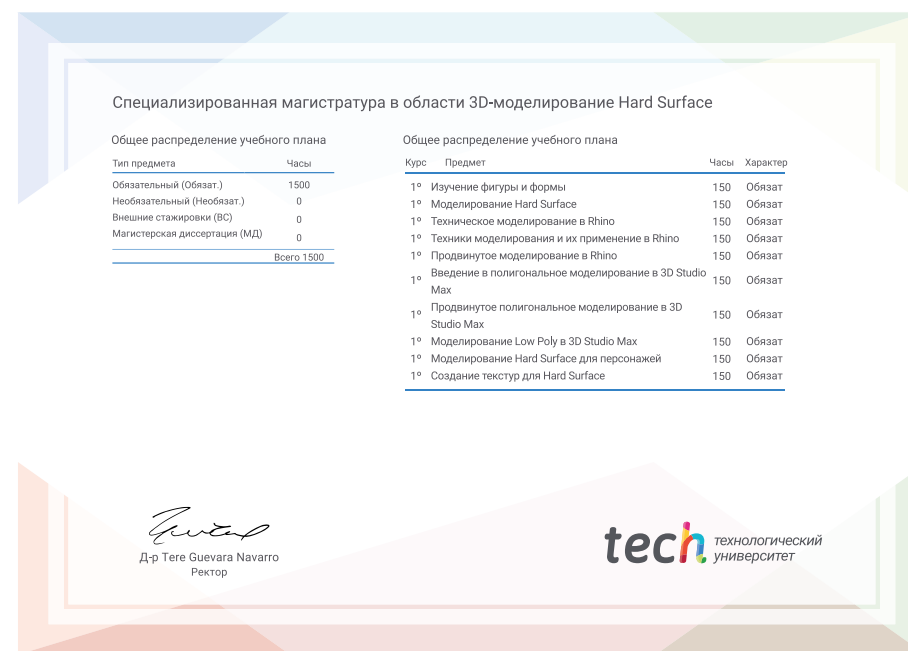 Специализированная магистратура в области 3D-моделирование Hard Surface
Общее распределение учебного плана
Тип предмета Часы
Обязательный (Обязат.) 1500
Необязательный (Необязат.) 0
Внешние стажировки (ВС) 0
Магистерская диссертация (МД) 0
Всего 1500
Общее распределение учебного плана
Курс Предмет Часы Характер
1º Изучение фигуры и формы 150 Обязат
1º Моделирование Hard Surface 150 Обязат
1º Техническое моделирование в Rhino 150 Обязат
1º Техники моделирования и их применение в Rhino 150 Обязат
1º Продвинутое моделирование в Rhino 150 Обязат
1º Введение в полигональное моделирование в 3D Studio 150 Обязат
Max
1º Продвинутое полигональное моделирование в 3D 150 Обязат
Studio Max
1º Моделирование Low Poly в 3D Studio Max 150 Обязат
1º Моделирование Hard Surface для персонажей 150 Обязат
1º Создание текстур для Hard Surface 150 Обязат
Д-р Tere Guevara Navarro
Ректор
tech технологический
университет